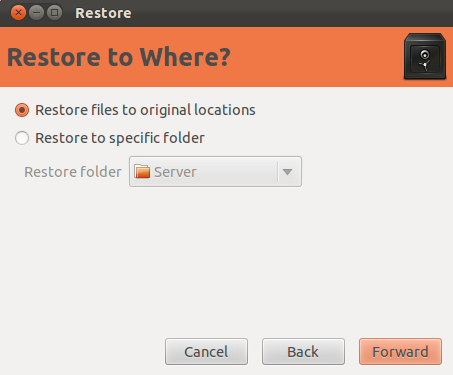 Restore
Restore to Where?
Restore files to original locations
Restore to specific folder
Restore folder Server
Cancel Back Forward